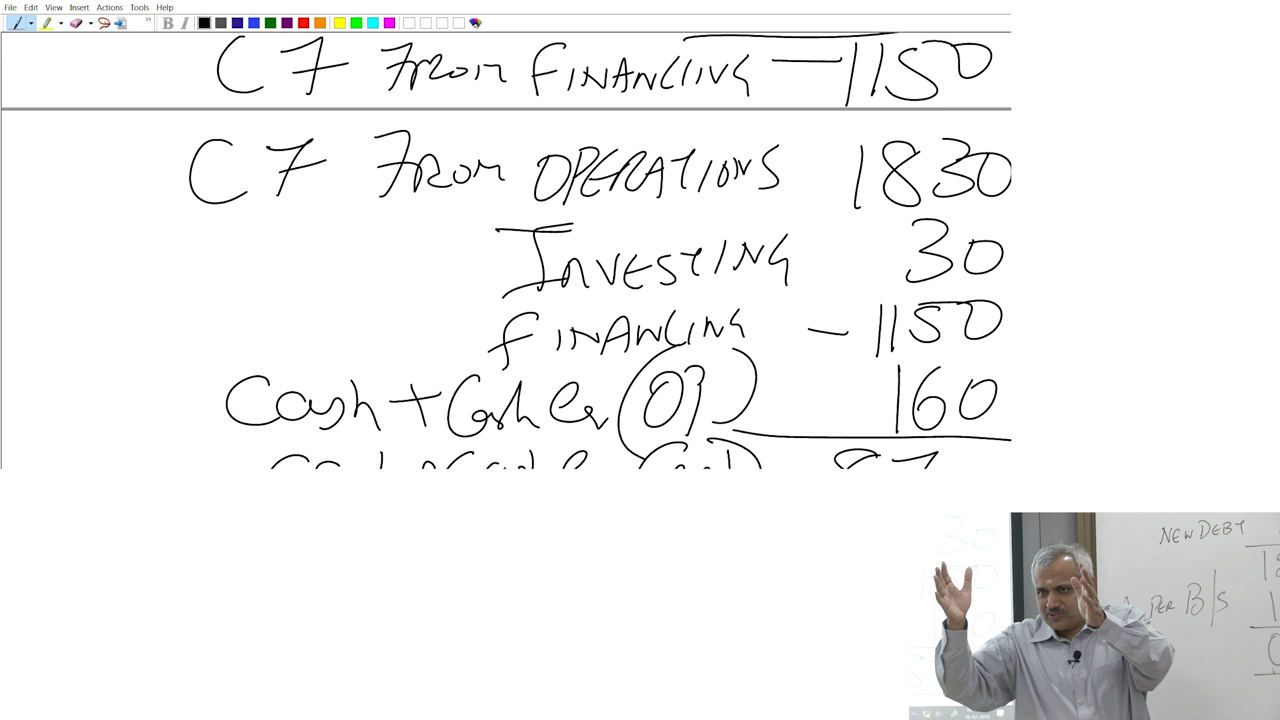 File Edit View Insert Actions Tools Help
B I
CF FROM FINANCING -1150
CF FROM OPERATIONS 1830
INVESTING 30
FINANCING - 1150
Cash + Cash Eq (OP) 160
NEW DEBT
PER B/S